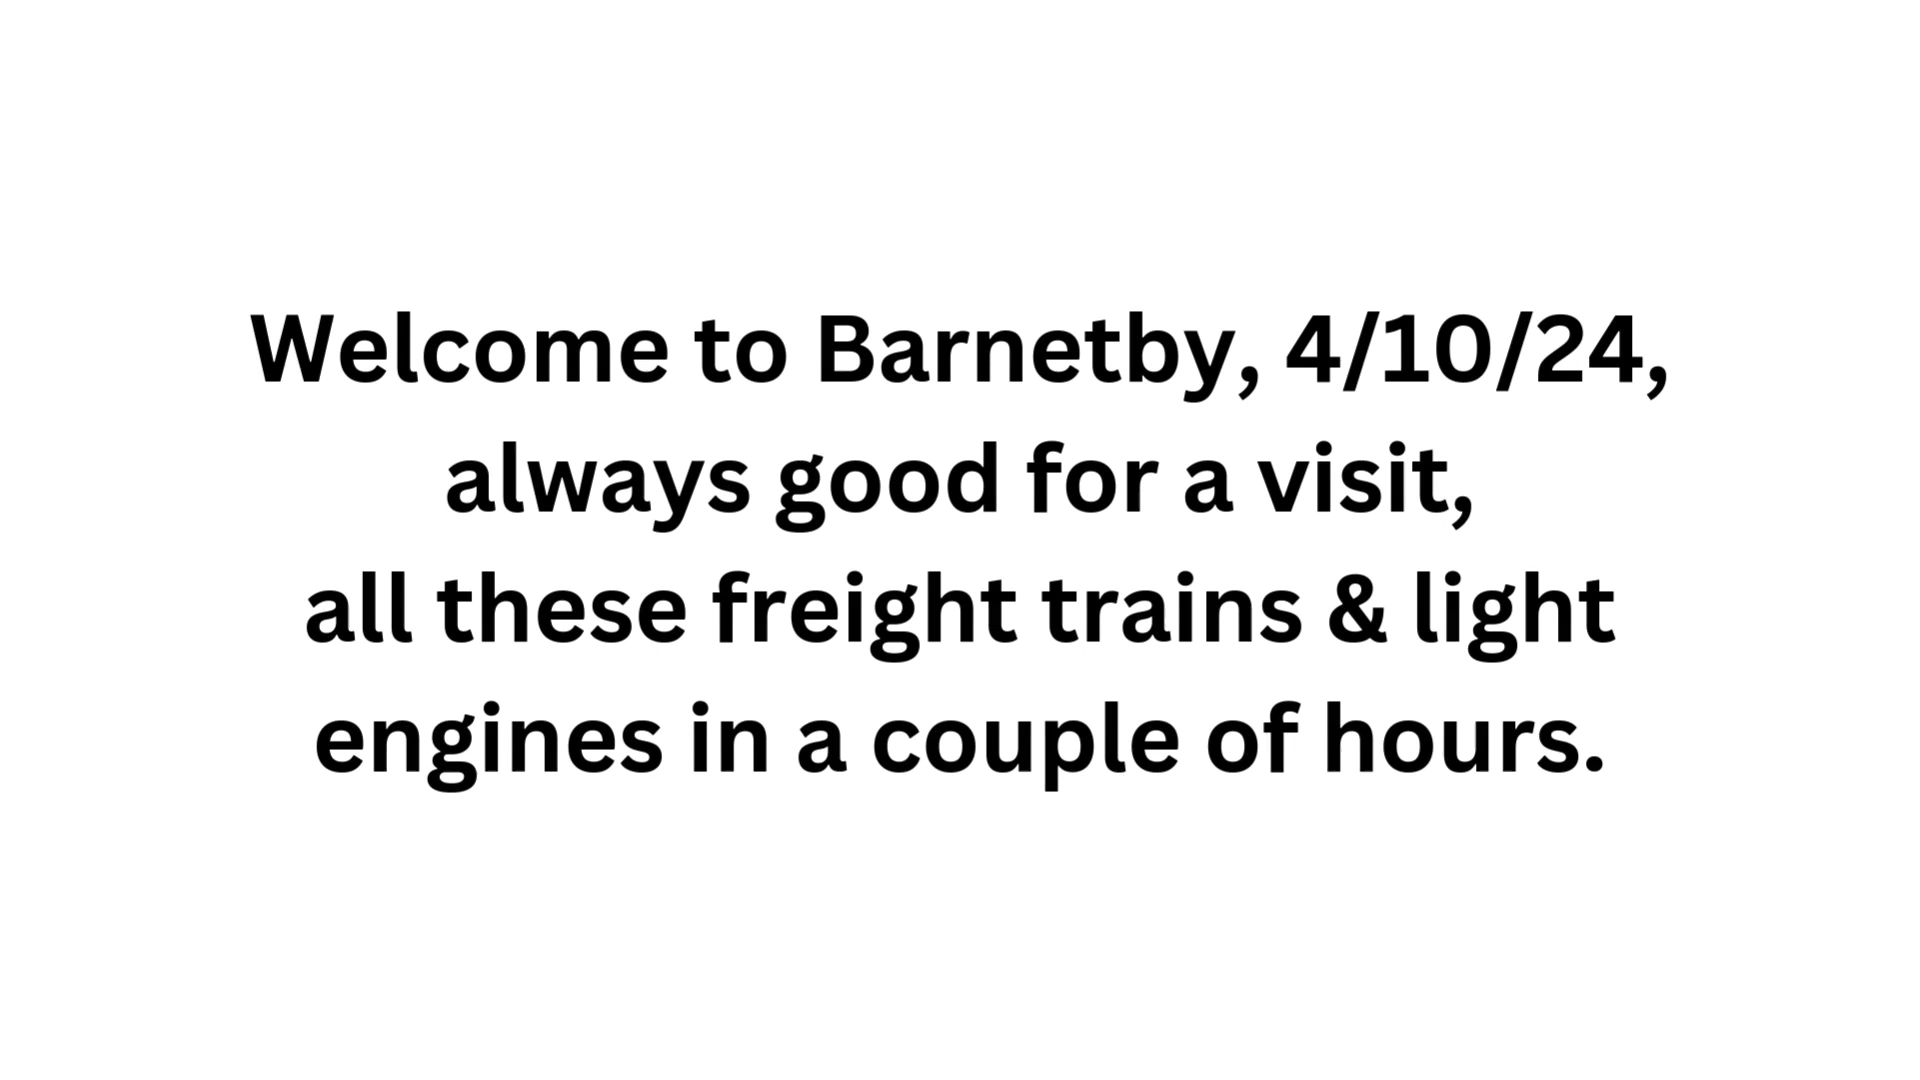 Welcome to Barnetby, 4/10/24,
always good for a visit,
all these freight trains & light
engines in a couple of hours.